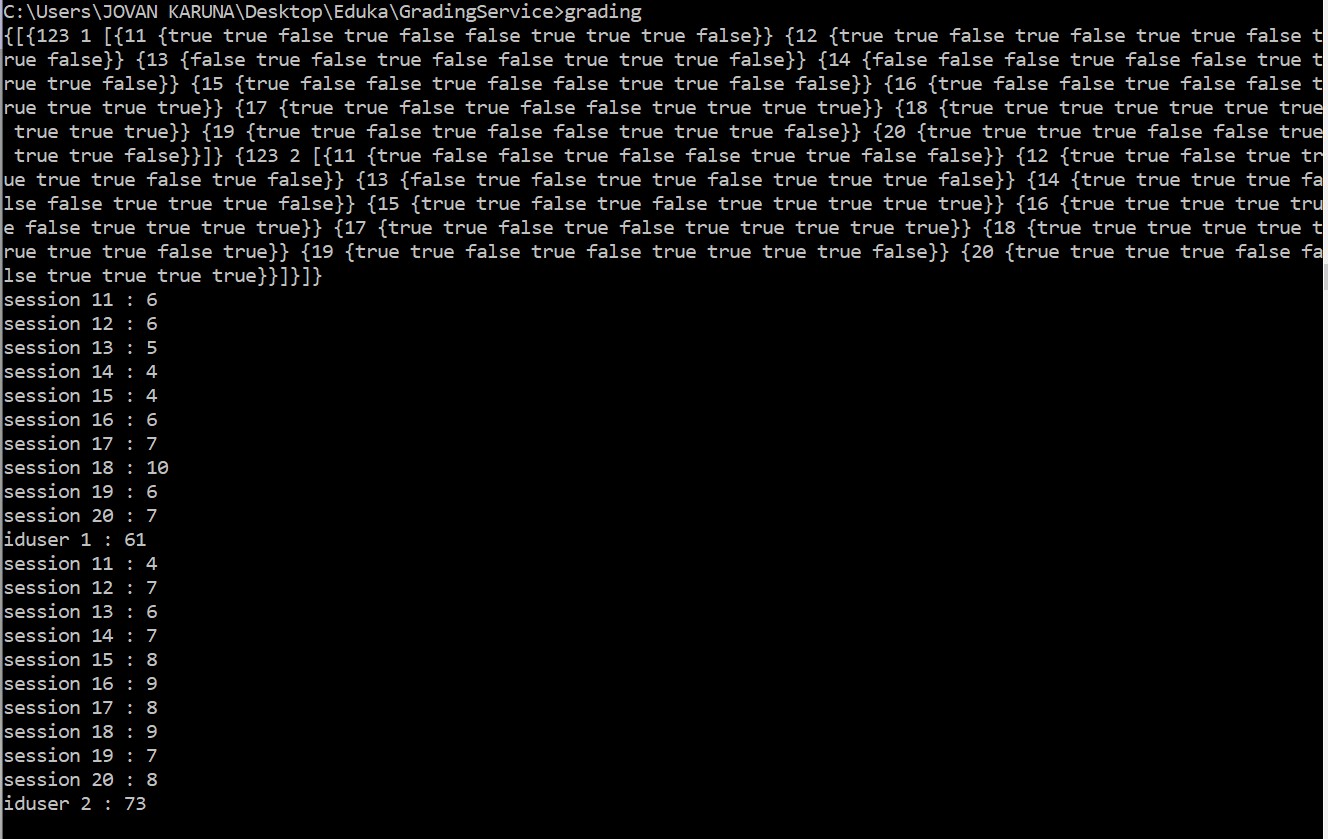 C:\Users\JOVAN KARUNA\Desktop\Eduka\GradingService>grading
{[{123 1 [{11 {true true false true false false true true true false}} {12 {true true false true false true true false t
rue false}} {13 {false true false true false false true true true false}} {14 {false false false true false false true t
rue true false}} {15 {true false false true false false true true false false}} {16 {true false false true false false t
rue true true true}} {17 {true true false true false false true true true true}} {18 {true true true true true true true
 true true true}} {19 {true true false true false false true true true false}} {20 {true true true true false false true
 true true false}}]} {123 2 [{11 {true false false true false false true true false false}} {12 {true true false true tr
ue true true false true false}} {13 {false true false true true false true true true false}} {14 {true true true true fa
lse false true true true false}} {15 {true true false true false true true true true true}} {16 {true true true true tru
e false true true true true}} {17 {true true false true false true true true true true}} {18 {true true true true true t
rue true true false true}} {19 {true true false true false true true true true false}} {20 {true true true true false fa
lse true true true true}}]}]}
session 11 : 6
session 12 : 6
session 13 : 5
session 14 : 4
session 15 : 4
session 16 : 6
session 17 : 7
session 18 : 10
session 19 : 6
session 20 : 7
iduser 1 : 61
session 11 : 4
session 12 : 7
session 13 : 6
session 14 : 7
session 15 : 8
session 16 : 9
session 17 : 8
session 18 : 9
session 19 : 7
session 20 : 8
iduser 2 : 73